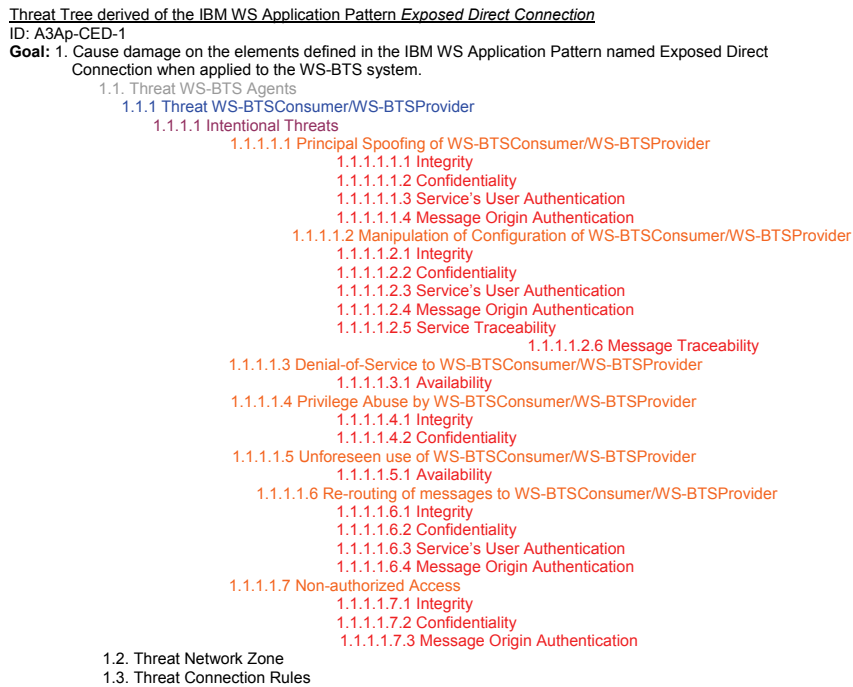 Threat Tree derived of the IBM WS Application Pattern Exposed Direct Connection
ID: A3Ap-CED-1
Goal: 1. Cause damage on the elements defined in the IBM WS Application Pattern named Exposed Direct
Connection when applied to the WS-BTS system.
1.1. Threat WS-BTS Agents
1.1.1 Threat WS-BTSConsumer/WS-BTSProvider
1.1.1.1 Intentional Threats
1.1.1.1.1 Principal Spoofing of WS-BTSConsumer/WS-BTSProvider
1.1.1.1.1.1 Integrity
1.1.1.1.1.2 Confidentiality
1.1.1.1.1.3 Service's User Authentication
1.1.1.1.1.4 Message Origin Authentication
1.1.1.1.2 Manipulation of Configuration of WS-BTSConsumer/WS-BTSProvider
1.1.1.1.2.1 Integrity
1.1.1.1.2.2 Confidentiality
1.1.1.1.2.3 Service's User Authentication
1.1.1.1.2.4 Message Origin Authentication
1.1.1.1.2.5 Service Traceability
1.1.1.1.2.6 Message Traceability
1.1.1.1.3 Denial-of-Service to WS-BTSConsumer/WS-BTSProvider
1.1.1.1.3.1 Availability
1.1.1.1.4 Privilege Abuse by WS-BTSConsumer/WS-BTSProvider
1.1.1.1.4.1 Integrity
1.1.1.1.4.2 Confidentiality
1.1.1.1.5 Unforeseen use of WS-BTSConsumer/WS-BTSProvider
1.1.1.1.5.1 Availability
1.1.1.1.6 Re-routing of messages to WS-BTSConsumer/WS-BTSProvider
1.1.1.1.6.1 Integrity
1.1.1.1.6.2 Confidentiality
1.1.1.1.6.3 Service's User Authentication
1.1.1.1.6.4 Message Origin Authentication
1.1.1.1.7 Non-authorized Access
1.1.1.1.7.1 Integrity
1.1.1.1.7.2 Confidentiality
1.1.1.1.7.3 Message Origin Authentication
1.2. Threat Network Zone
1.3. Threat Connection Rules